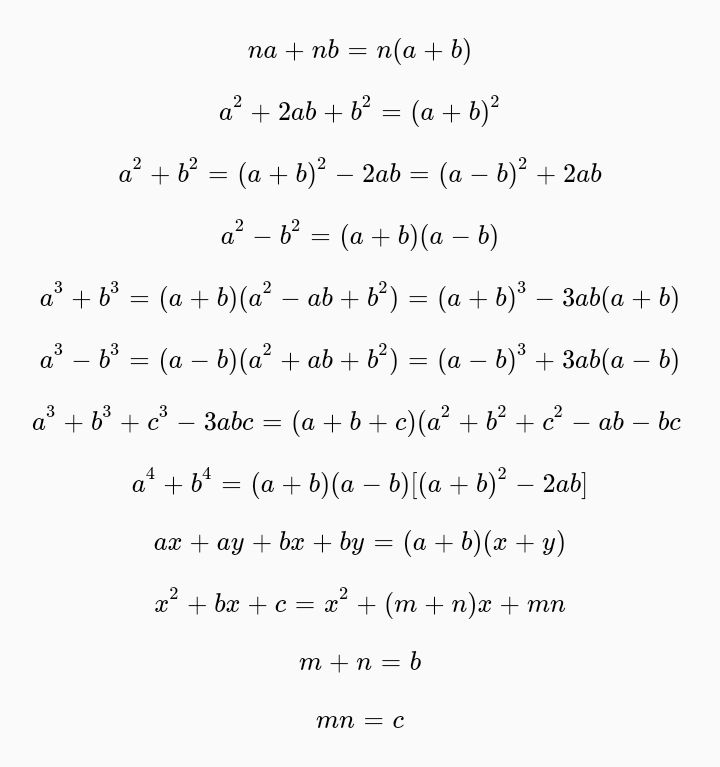 na + nb = n(a + b)
a² + 2ab + b² = (a + b)²
a² + b² = (a + b)² − 2ab = (a − b)² + 2ab
a² − b² = (a + b)(a − b)
a³ + b³ = (a + b)(a² − ab + b²) = (a + b)³ − 3ab(a + b)
a³ − b³ = (a − b)(a² + ab + b²) = (a − b)³ + 3ab(a − b)
a³ + b³ + c³ − 3abc = (a + b + c)(a² + b² + c² − ab − bc
a⁴ + b⁴ = (a + b)(a − b)[(a + b)² − 2ab]
ax + ay + bx + by = (a + b)(x + y)
x² + bx + c = x² + (m + n)x + mn
m + n = b
mn = c